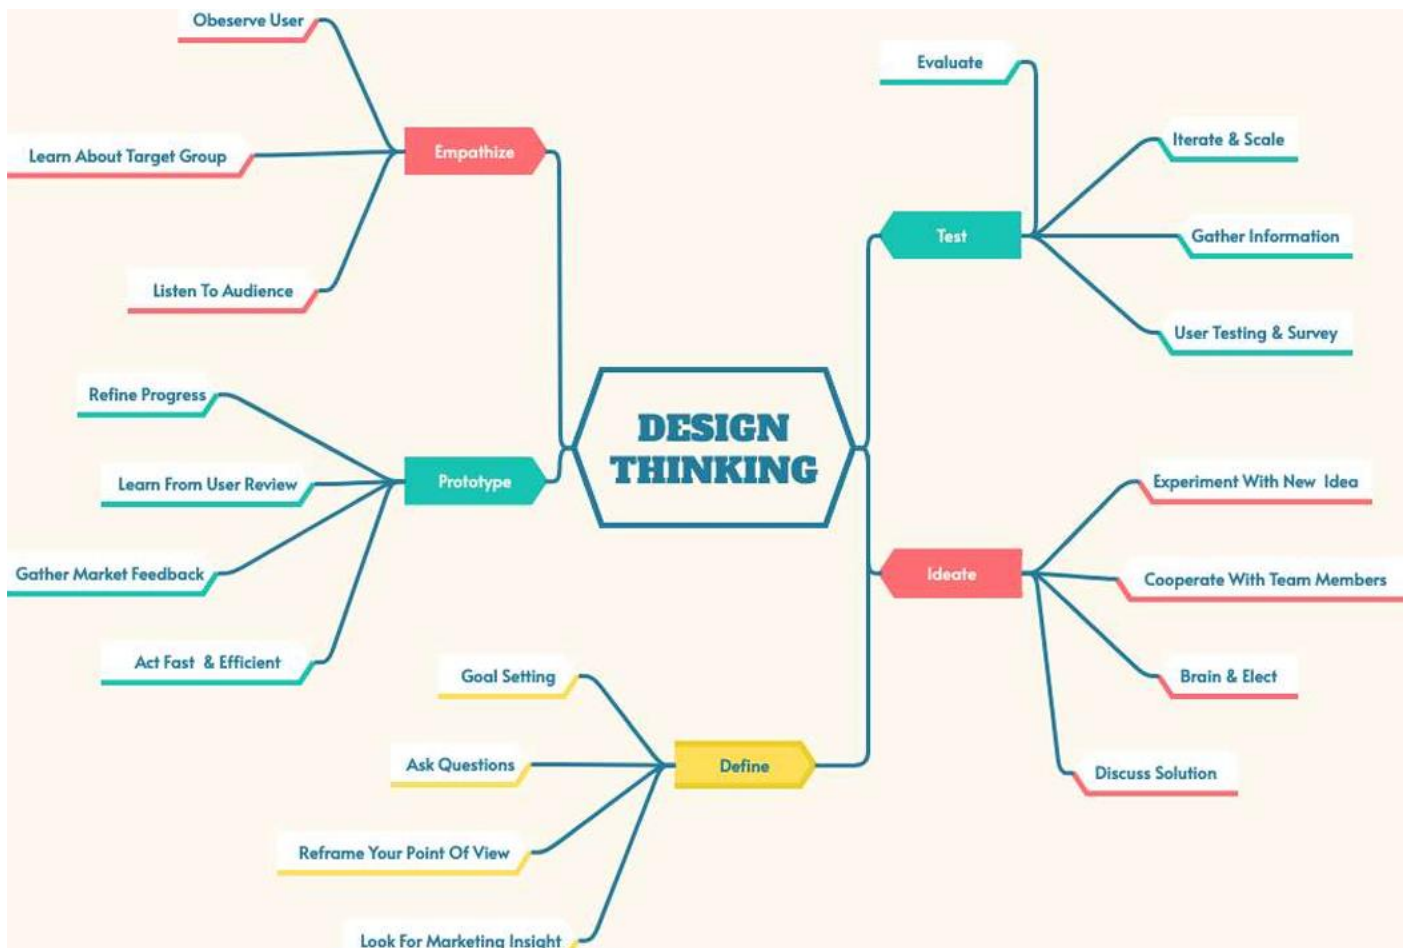 Obeserve User
Learn About Target Group
Listen To Audience
Empathize
Refine Progress
Learn From User Review
Gather Market Feedback
Act Fast & Efficient
Prototype
DESIGN
THINKING
Evaluate
Iterate & Scale
Gather Information
User Testing & Survey
Test
Experiment With New Idea
Cooperate With Team Members
Brain & Elect
Discuss Solution
Ideate
Goal Setting
Ask Questions
Reframe Your Point Of View
Look For Marketing Insight
Define